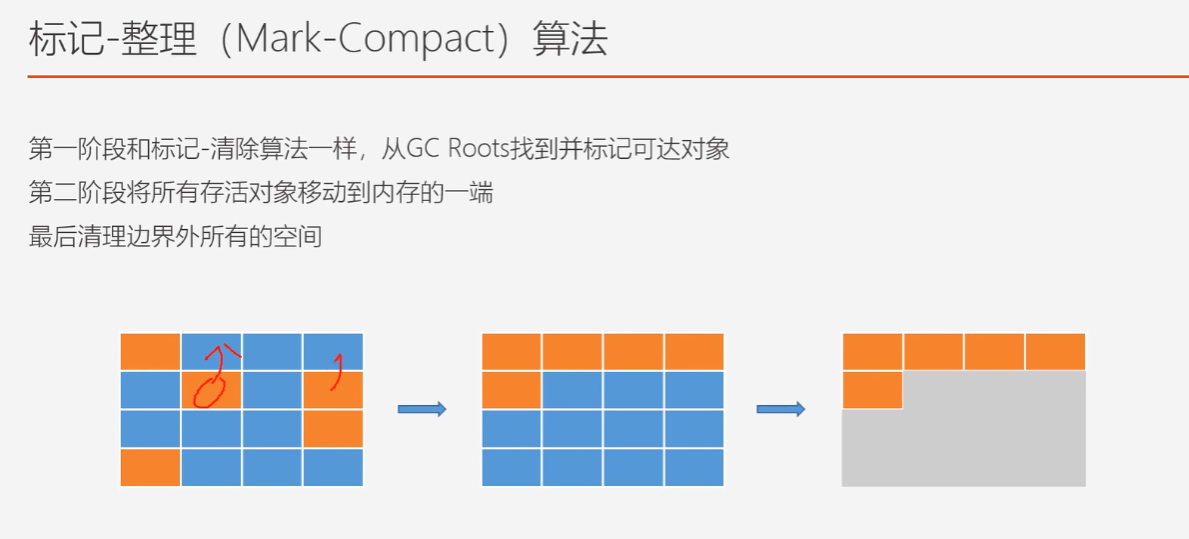 标记-整理（Mark-Compact）算法
第一阶段和标记-清除算法一样，从GC Roots找到并标记可达对象
第二阶段将所有存活对象移动到内存的一端
最后清理边界外所有的空间